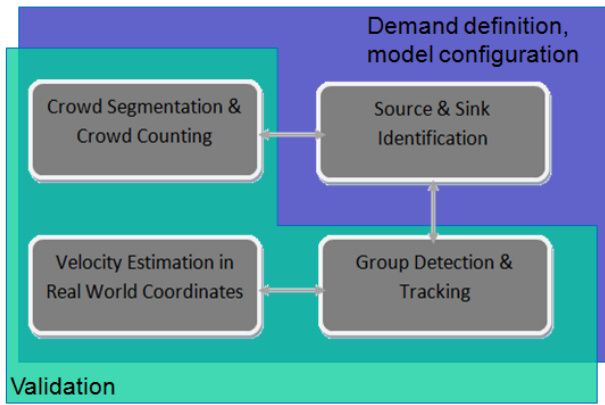 Demand definition,
model configuration
Crowd Segmentation &
Crowd Counting
Source & Sink
Identification
Velocity Estimation in
Real World Coordinates
Group Detection &
Tracking
Validation